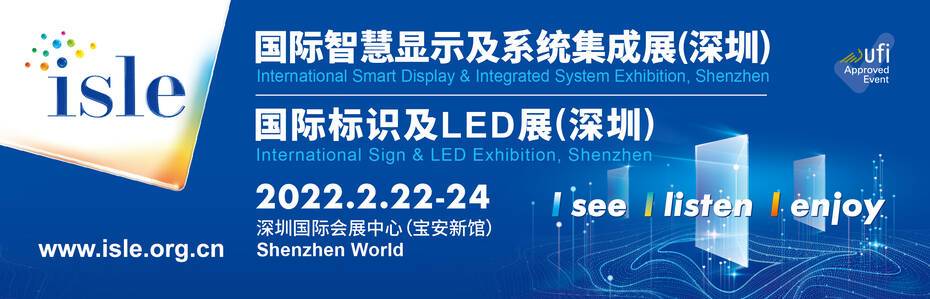 isle
www.isle.org.cn
国际智慧显示及系统集成展(深圳)
International Smart Display & Integrated System Exhibition, Shenzhen
国际标识及LED展(深圳)
International Sign & LED Exhibition, Shenzhen
2022.2.22-24
深圳国际会展中心(宝安新馆)
Shenzhen World
ufi
Approved
Event
I see I listen I enjoy